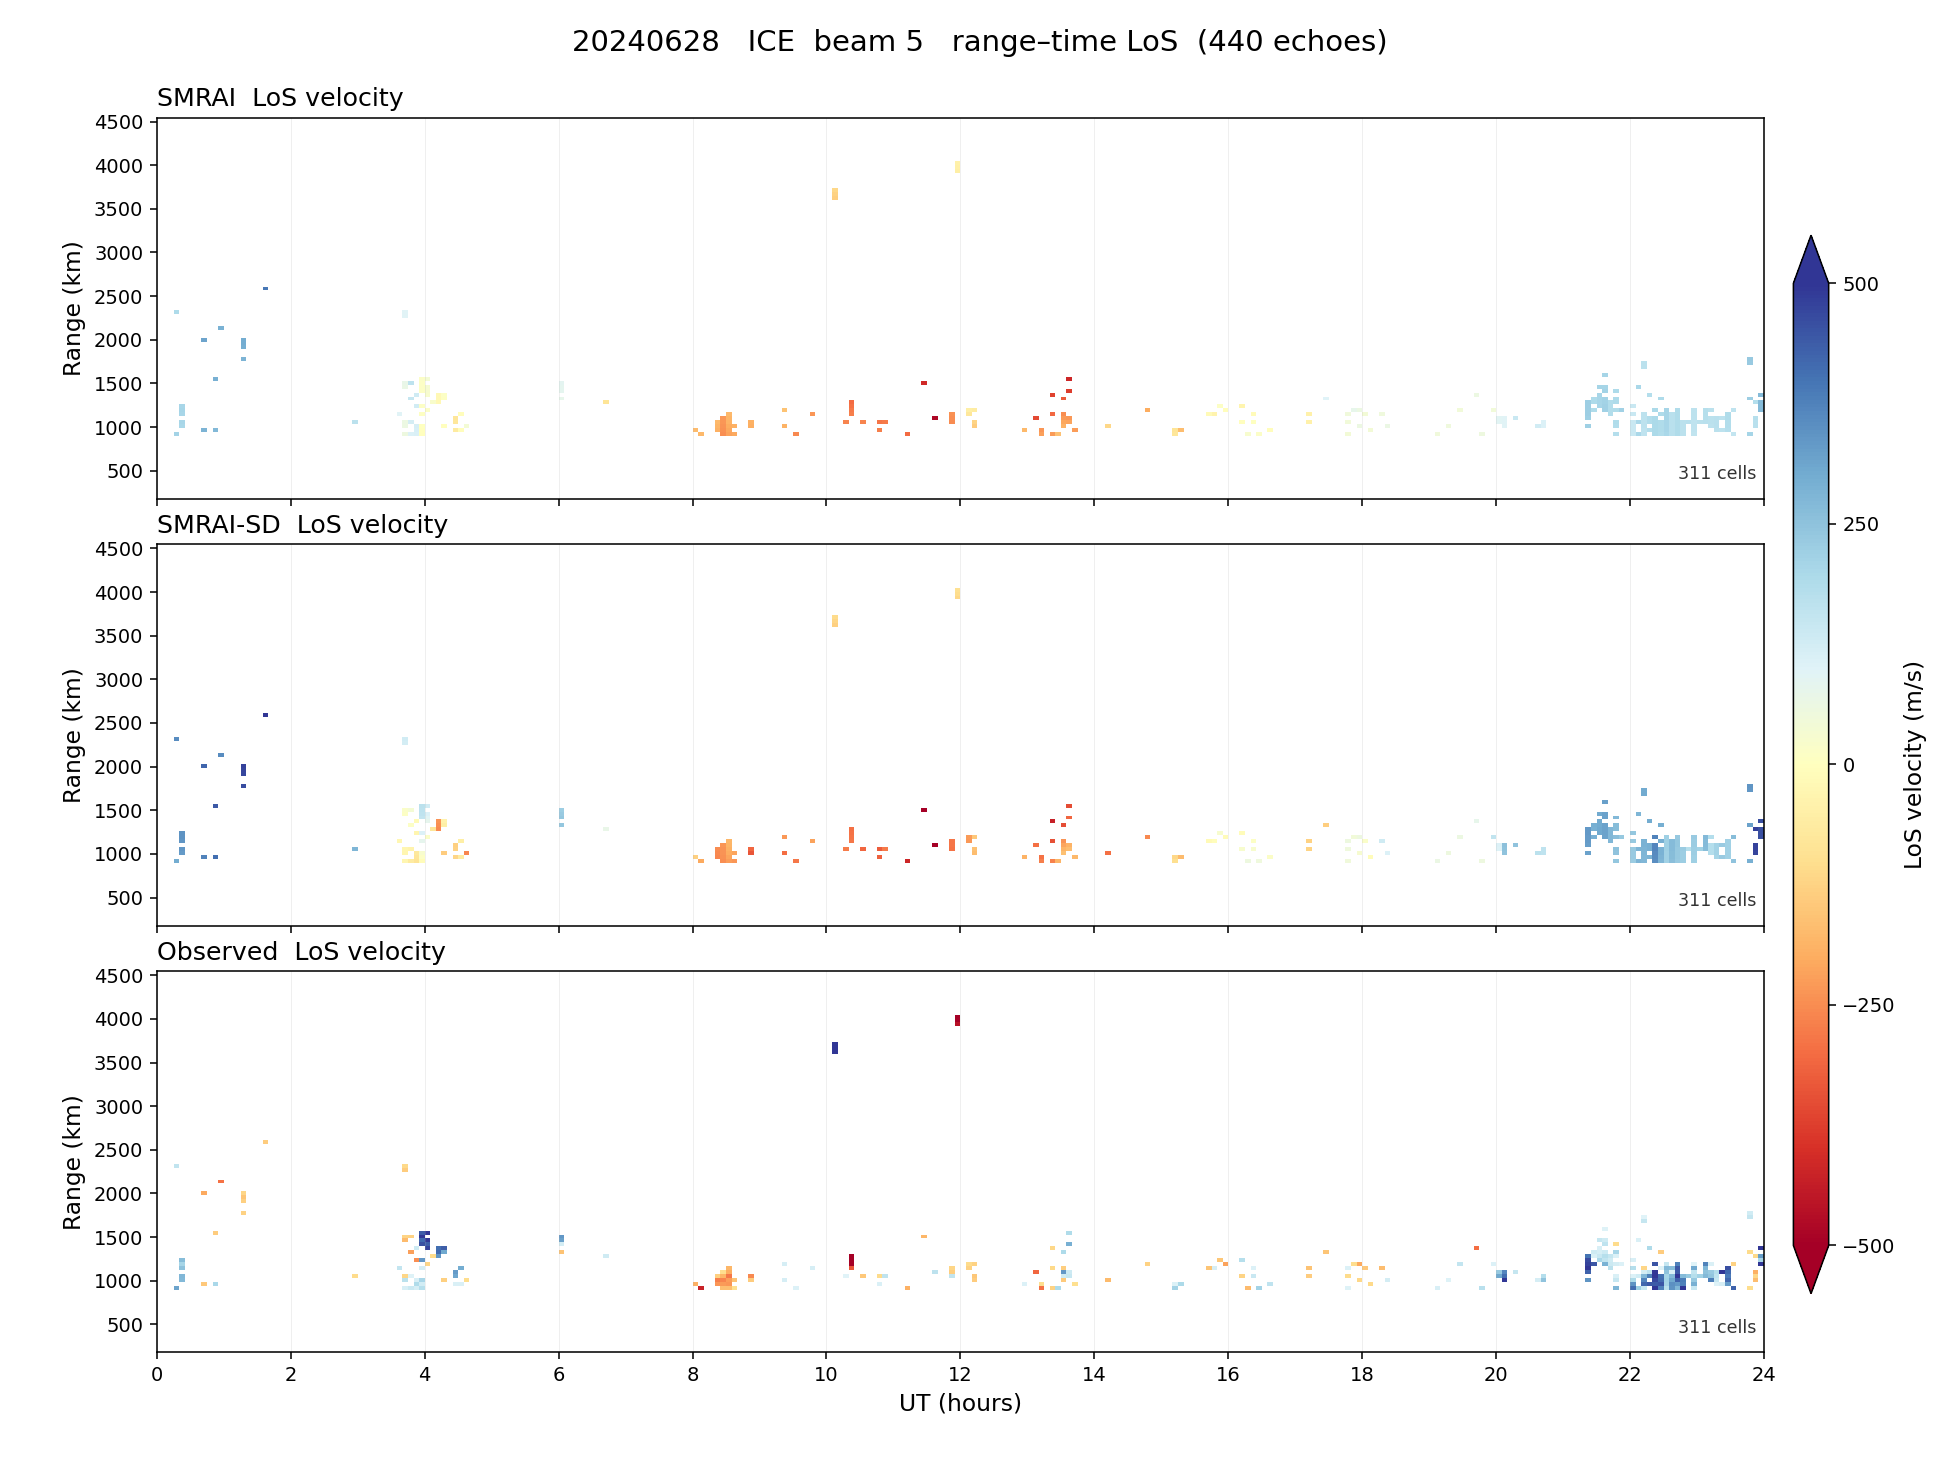 20240628   ICE  beam 5   range–time LoS  (440 echoes)
SMRAI  LoS velocity
4500
4000
3500
3000
2500
2000
1500
1000
500
Range (km)
311 cells
SMRAI-SD  LoS velocity
4500
4000
3500
3000
2500
2000
1500
1000
500
Range (km)
311 cells
Observed  LoS velocity
4500
4000
3500
3000
2500
2000
1500
1000
500
Range (km)
311 cells
0 2 4 6 8 10 12 14 16 18 20 22 24
UT (hours)
500
250
0
−250
−500
LoS velocity (m/s)